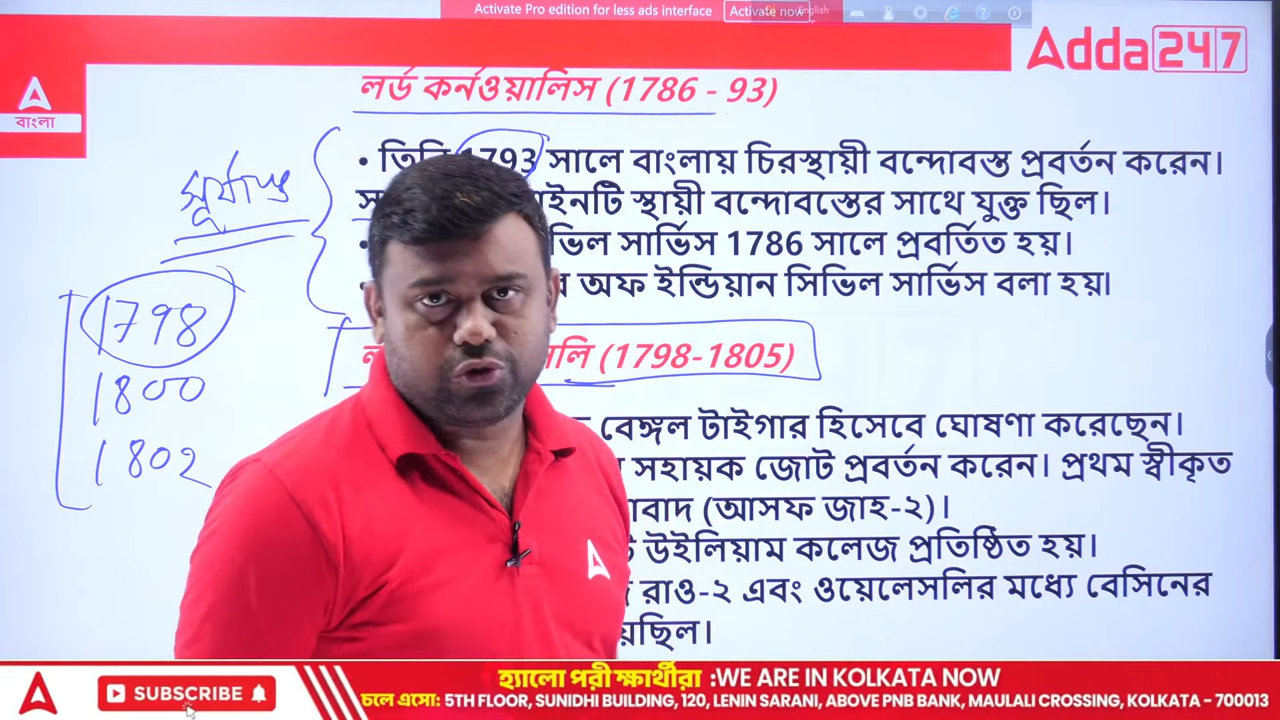 Activate Pro edition for less ads interface Activate now English
Adda 247
বাংলা
লর্ড কর্নওয়ালিস (1786 - 93)
সূর্যাস্ত
• তিনি 1793 সালে বাংলায় চিরস্থায়ী বন্দোবস্ত প্রবর্তন করেন।
স ইনটি স্থায়ী বন্দোবস্তের সাথে যুক্ত ছিল।
• ভিল সার্ভিস 1786 সালে প্রবর্তিত হয়।
র অফ ইন্ডিয়ান সিভিল সার্ভিস বলা হয়।
1798
1800
1802
লি (1798-1805)
বেঙ্গল টাইগার হিসেবে ঘোষণা করেছেন।
সহায়ক জোট প্রবর্তন করেন। প্রথম স্বীকৃত
াবাদ (আসফ জাহ-২)।
উইলিয়াম কলেজ প্রতিষ্ঠিত হয়।
রাও-২ এবং ওয়েলেসলির মধ্যে বেসিনের
য়েছিল।
SUBSCRIBE
হ্যালো পরীক্ষার্থীরা :WE ARE IN KOLKATA NOW
চলে এসো: 5TH FLOOR, SUNIDHI BUILDING, 120, LENIN SARANI, ABOVE PNB BANK, MAULALI CROSSING, KOLKATA - 700013